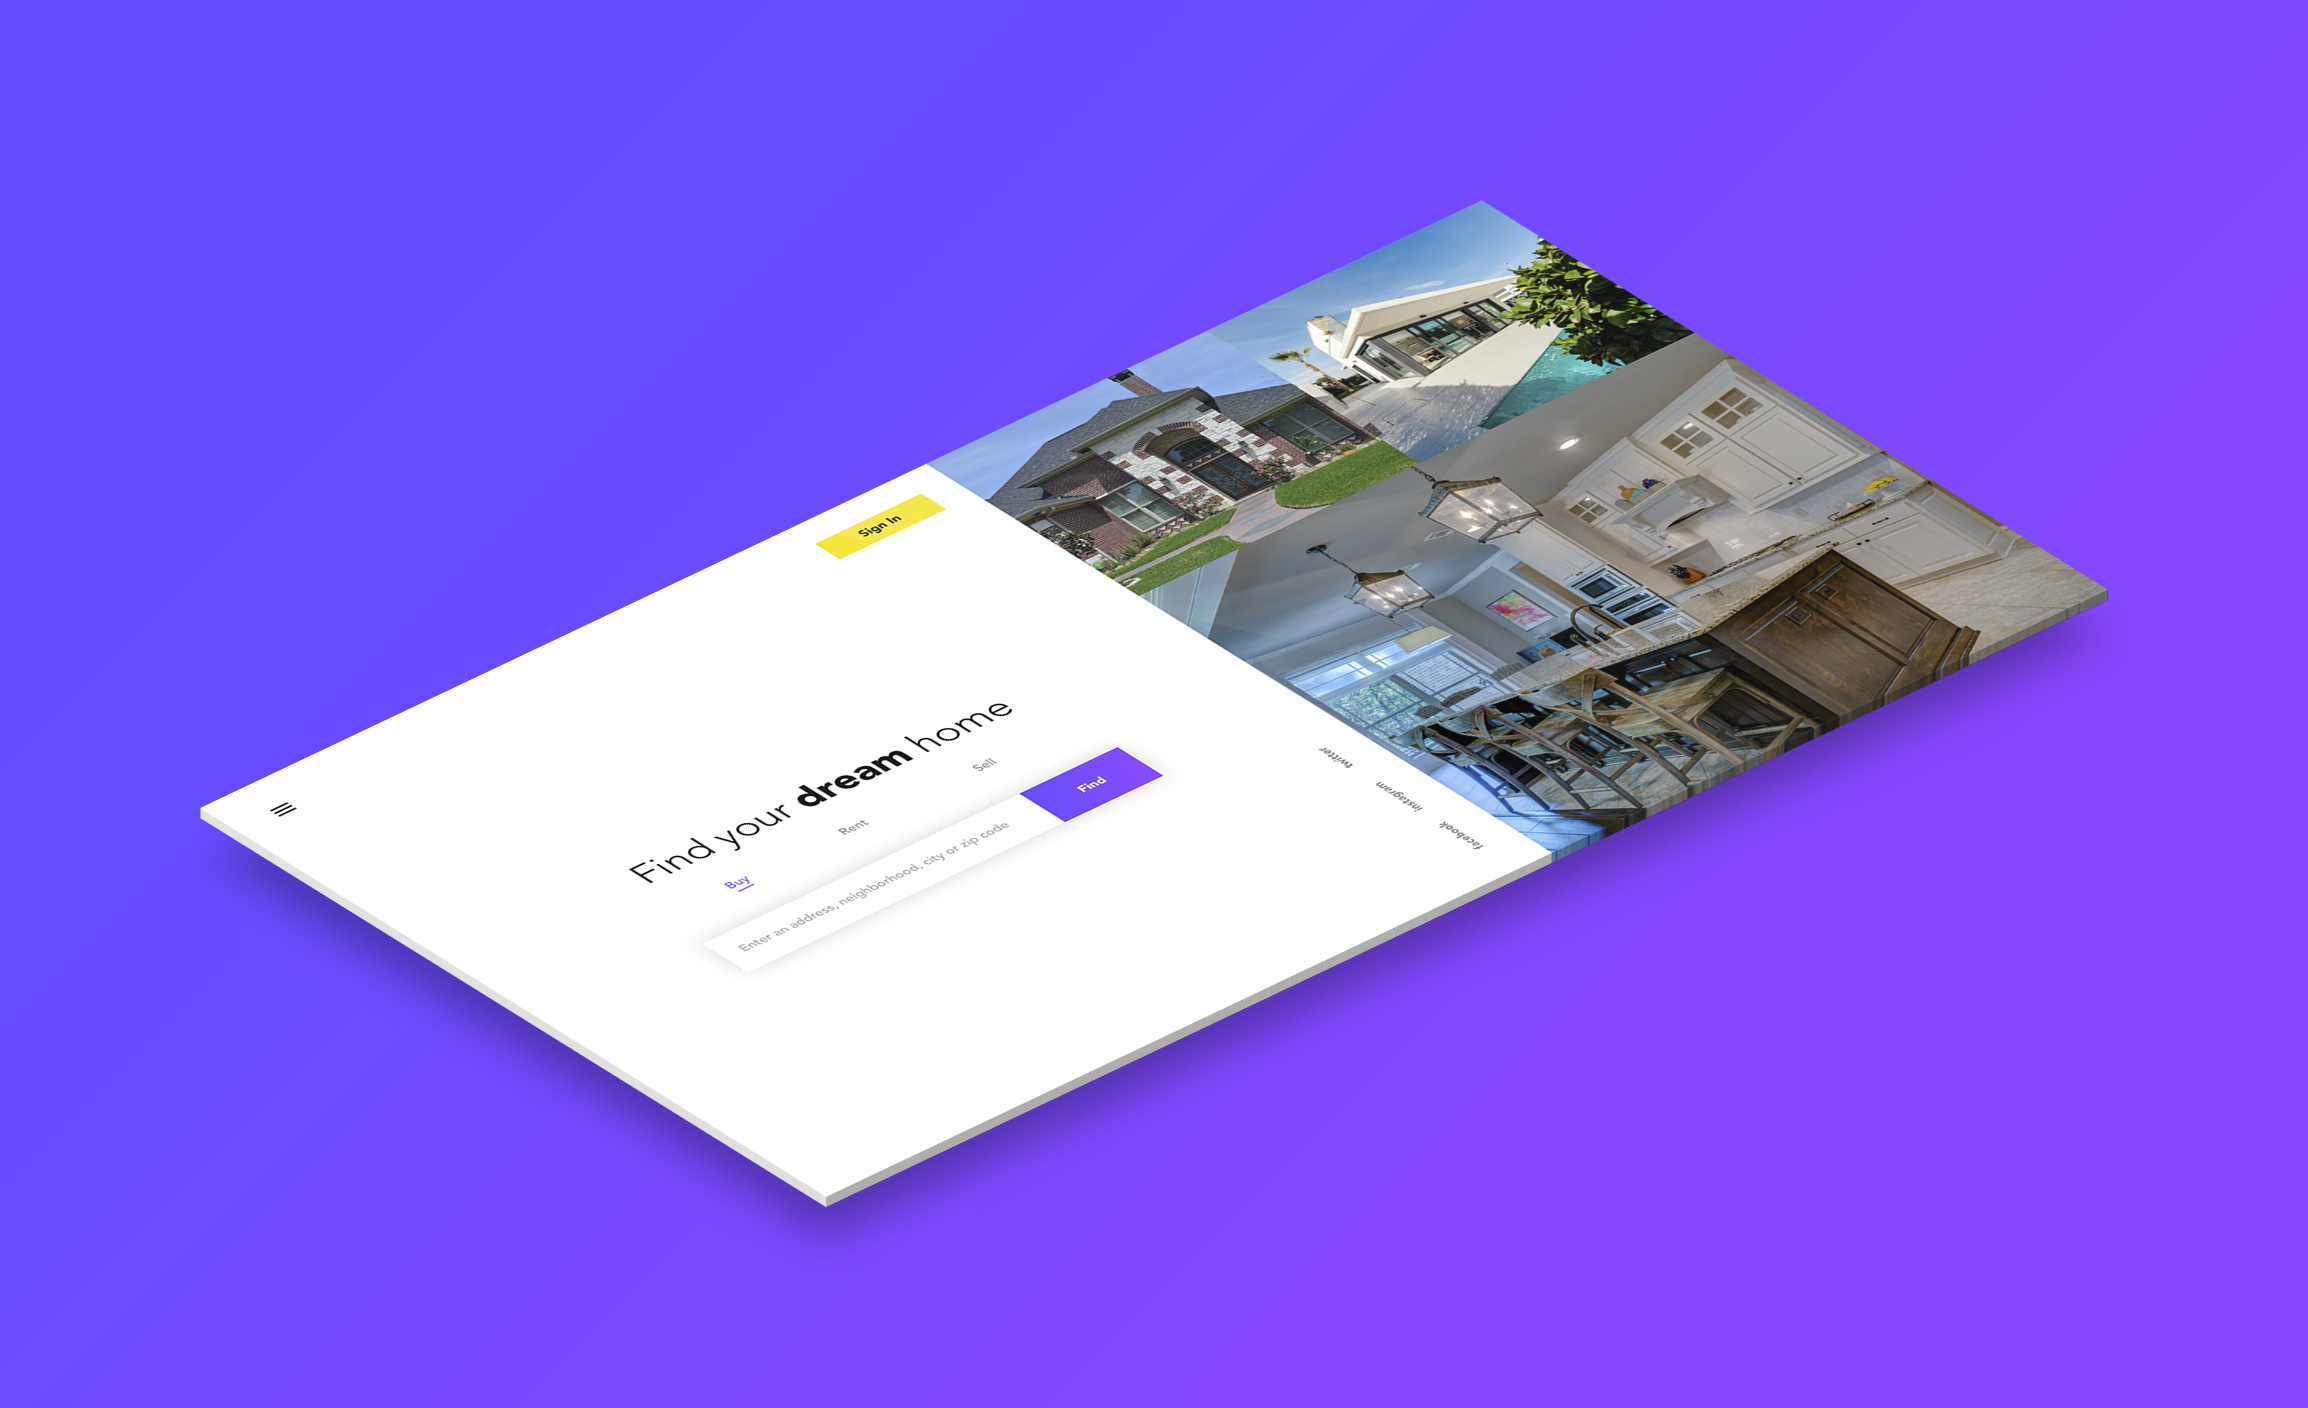 Sign In
Find your dream home
Buy
Rent
Sell
Enter an address, neighborhood, city or zip code
Find
twitter
instagram
facebook